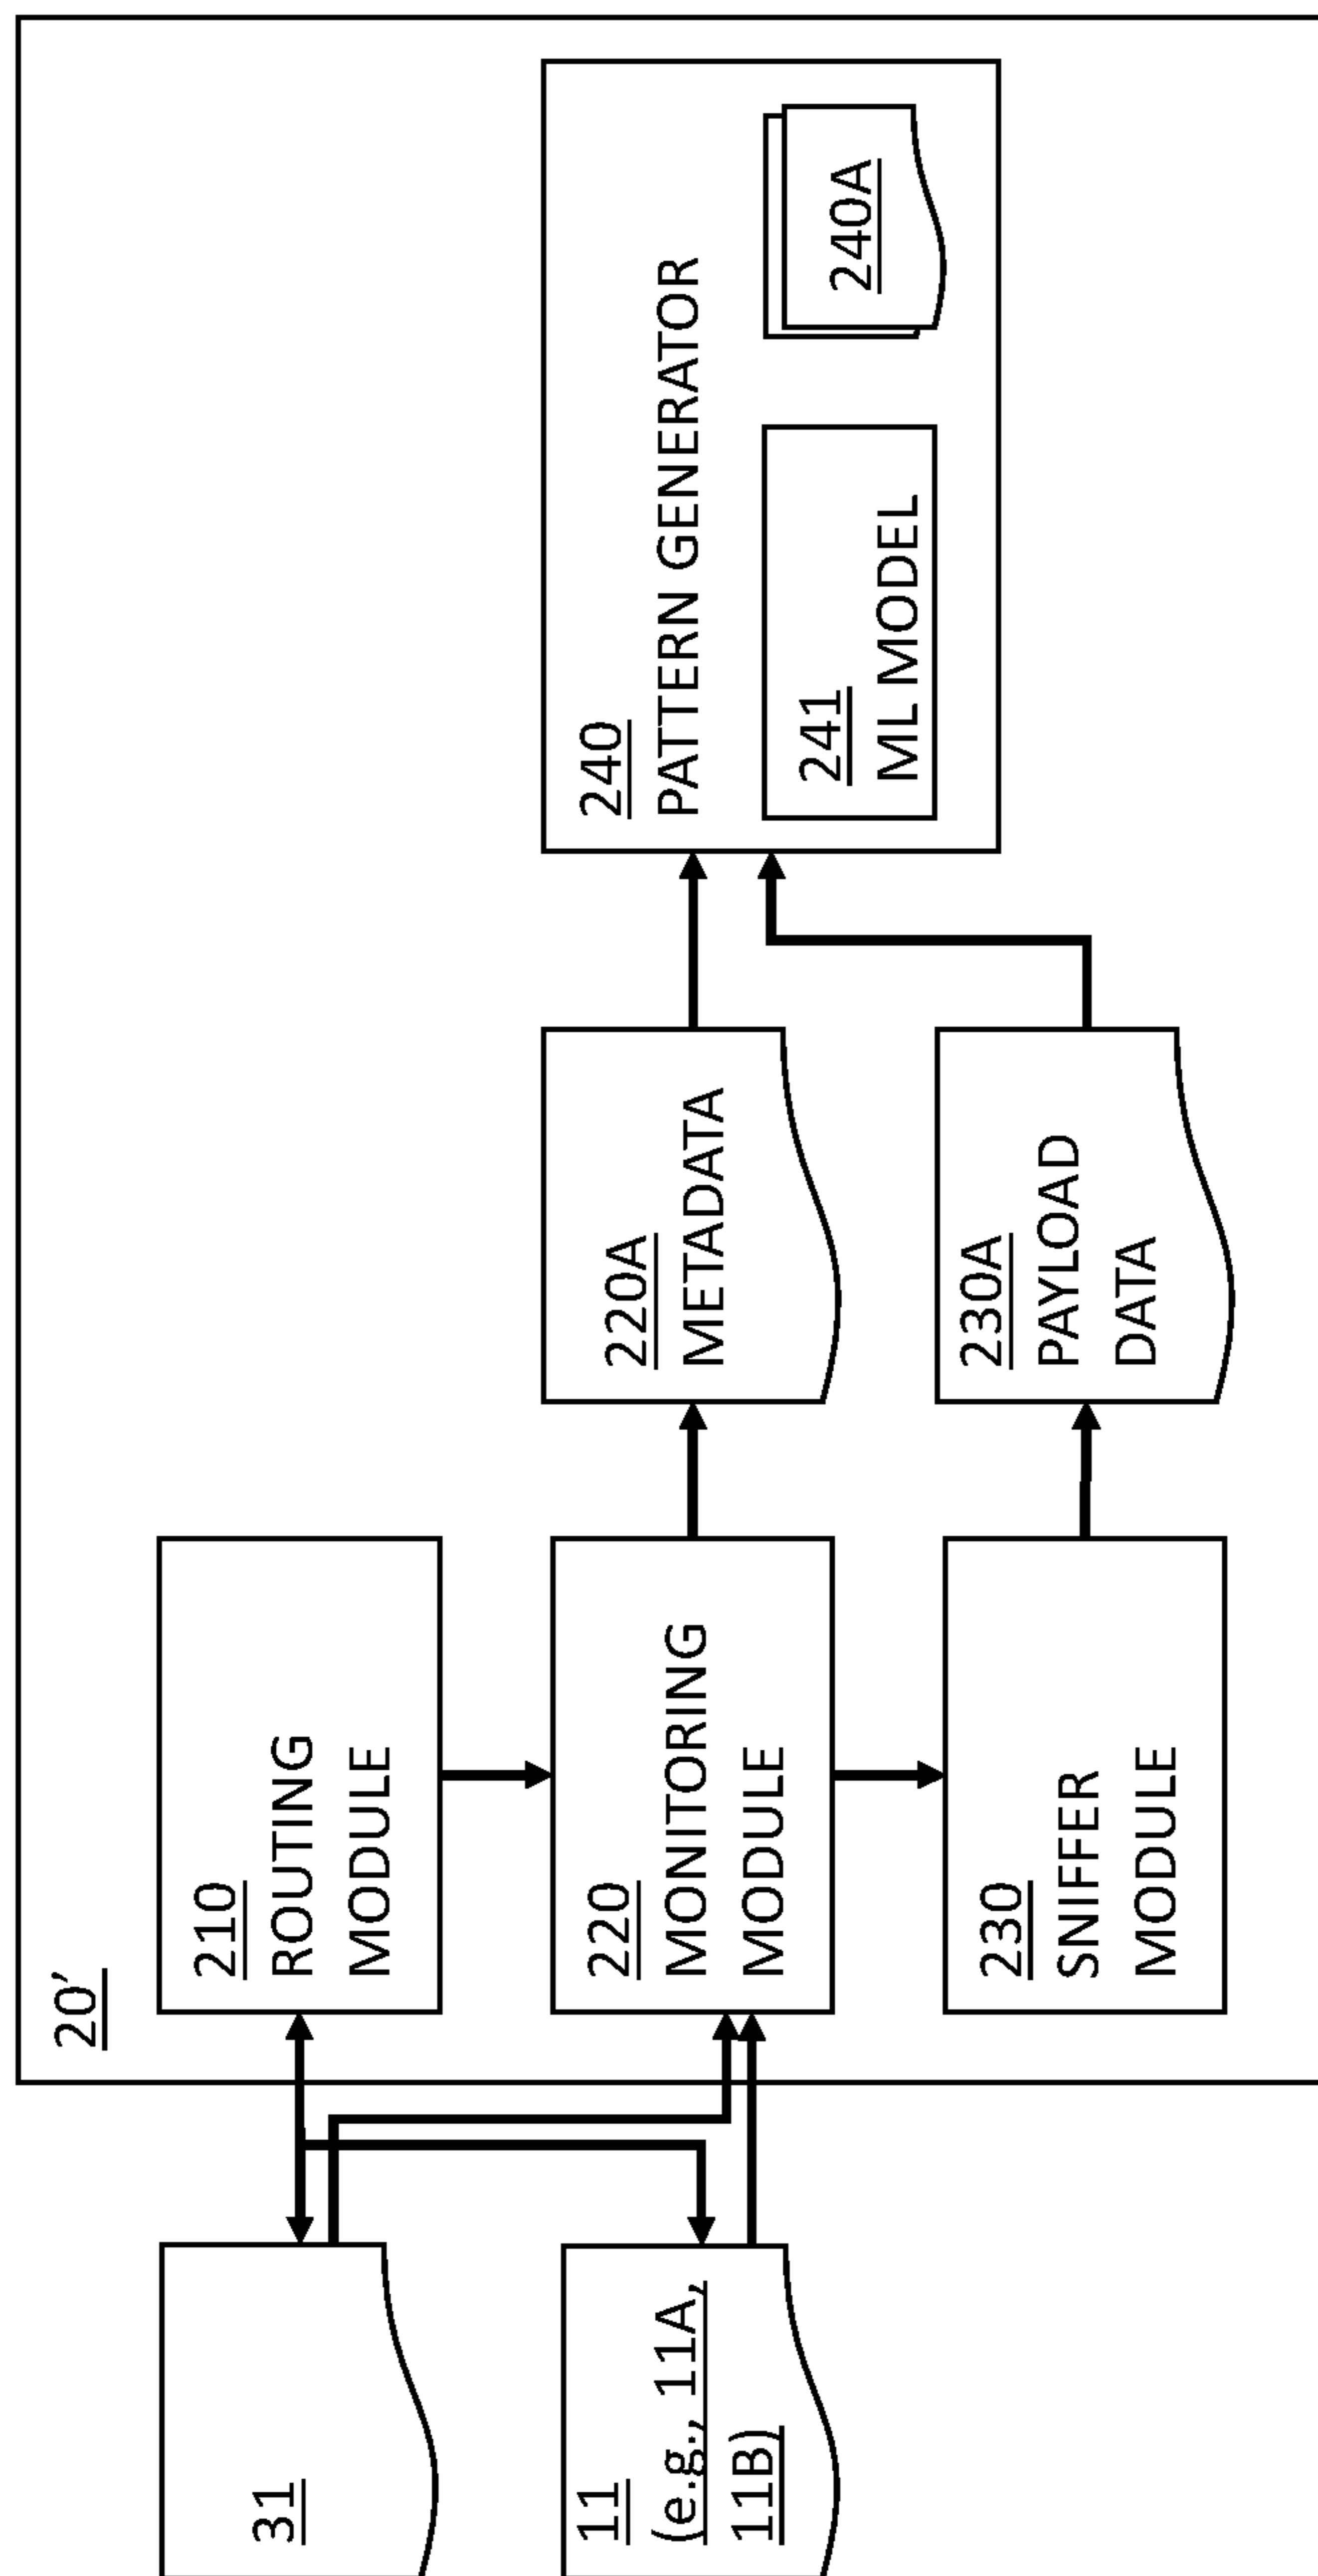 20’
31
11
(e.g., 11A,
11B)
210
ROUTING
MODULE
220
MONITORING
MODULE
230
SNIFFER
MODULE
220A
METADATA
230A
PAYLOAD
DATA
240
PATTERN GENERATOR
241
ML MODEL
240A